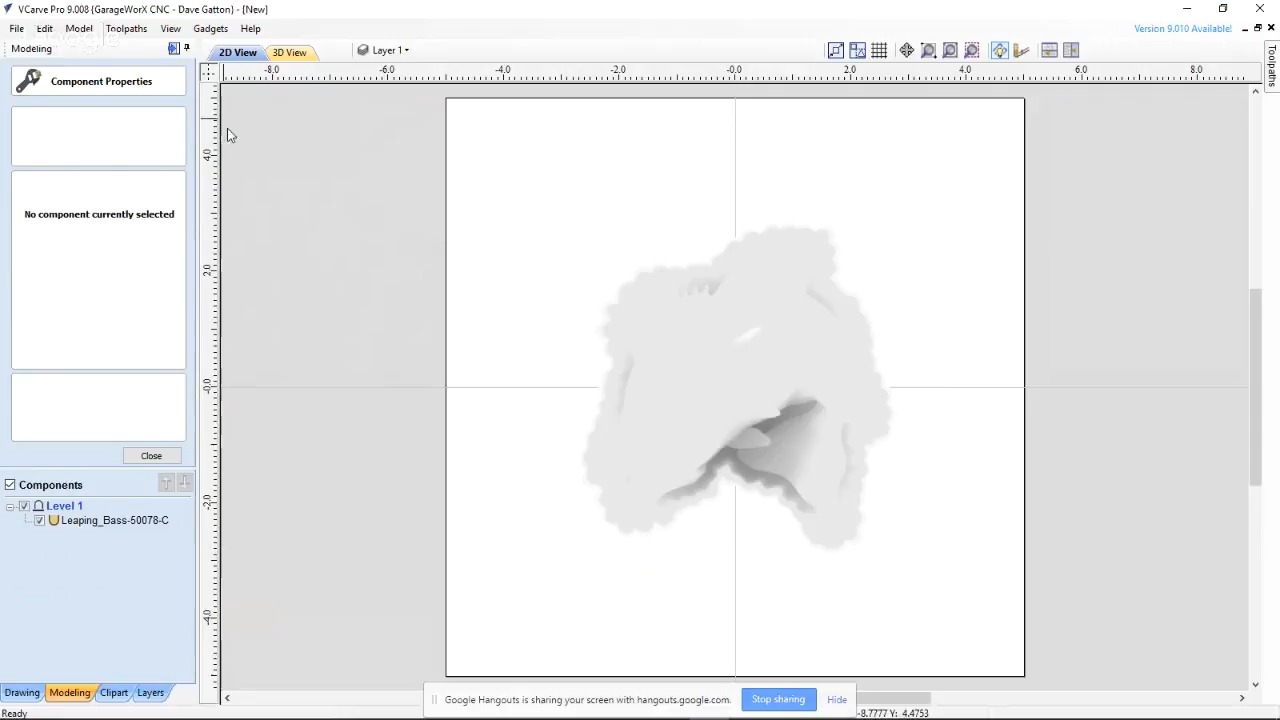 VCarve Pro 9.008 (GarageWorX CNC - Dave Gatton) - [New]
File Edit Model Toolpaths View Gadgets Help
Version 9.010 Available!
Modeling
2D View 3D View Layer 1
Component Properties
-8.0 -6.0 -4.0 -2.0 -0.0 2.0 4.0 6.0 8.0
Toolpaths
4.0
2.0
-0.0
-2.0
-4.0
No component currently selected
Close
Components
Level 1
Leaping_Bass-50078-C
Drawing Modeling Clipart Layers
Google Hangouts is sharing your screen with hangouts.google.com. Stop sharing Hide
Ready
-8.7777 Y: 4.4753